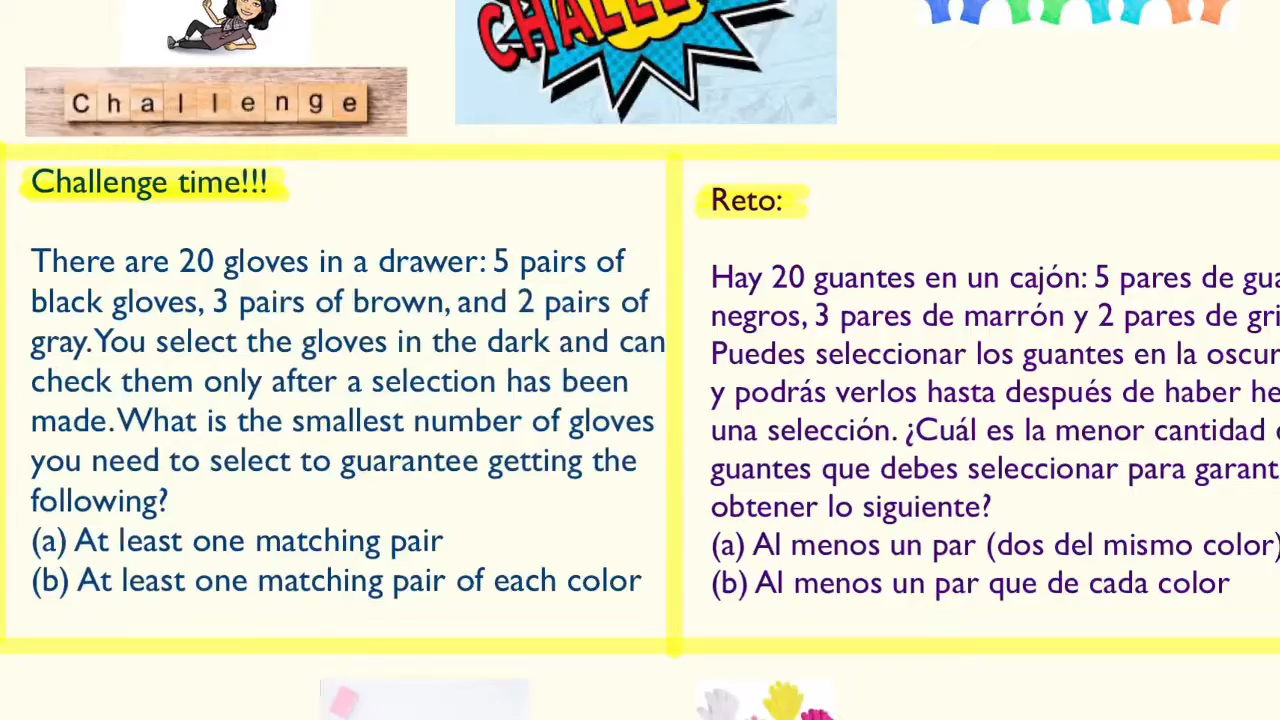 CHALLE
Challenge
Challenge time!!!
There are 20 gloves in a drawer: 5 pairs of
black gloves, 3 pairs of brown, and 2 pairs of
gray. You select the gloves in the dark and can
check them only after a selection has been
made. What is the smallest number of gloves
you need to select to guarantee getting the
following?
(a) At least one matching pair
(b) At least one matching pair of each color
Reto:
Hay 20 guantes en un cajón: 5 pares de
negros, 3 pares de marrón y 2 pares de
Puedes seleccionar los guantes en la
y podrás verlos hasta después de haber
una selección. ¿Cuál es la menor cantidad
guantes que debes seleccionar para
obtener lo siguiente?
(a) Al menos un par (dos del mismo color)
(b) Al menos un par que de cada color